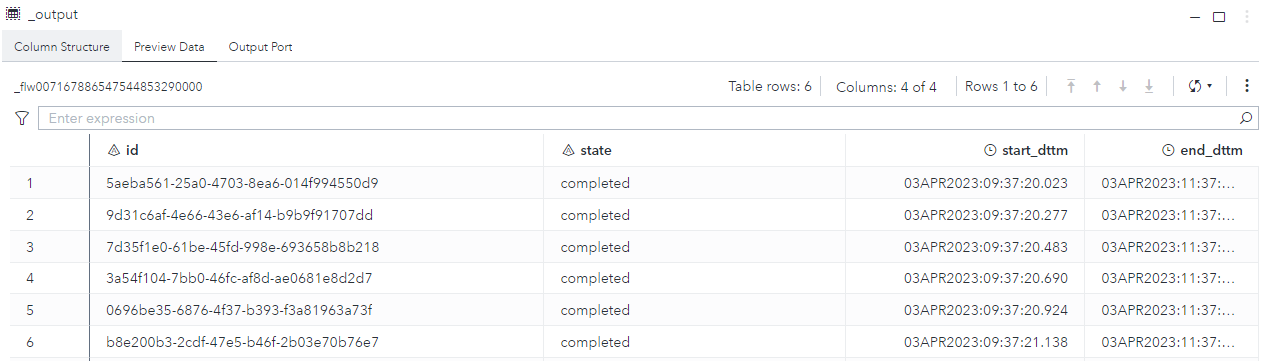 _output
Column Structure Preview Data Output Port
_flw007167886547544853290000 Table rows: 6 Columns: 4 of 4 Rows 1 to 6
Enter expression
id state start_dttm end_dttm
1 5aeba561-25a0-4703-8ea6-014f994550d9 completed 03APR2023:09:37:20.023 03APR2023:11:37:...
2 9d31c6af-4e66-43e6-af14-b9b9f91707dd completed 03APR2023:09:37:20.277 03APR2023:11:37:...
3 7d35f1e0-61be-45fd-998e-693658b8b218 completed 03APR2023:09:37:20.483 03APR2023:11:37:...
4 3a54f104-7bb0-46fc-af8d-ae0681e8d2d7 completed 03APR2023:09:37:20.690 03APR2023:11:37:...
5 0696be35-6876-4f37-b393-f3a81963a73f completed 03APR2023:09:37:20.924 03APR2023:11:37:...
6 b8e200b3-2cdf-47e5-b46f-2b03e70b76e7 completed 03APR2023:09:37:21.138 03APR2023:11:37:...